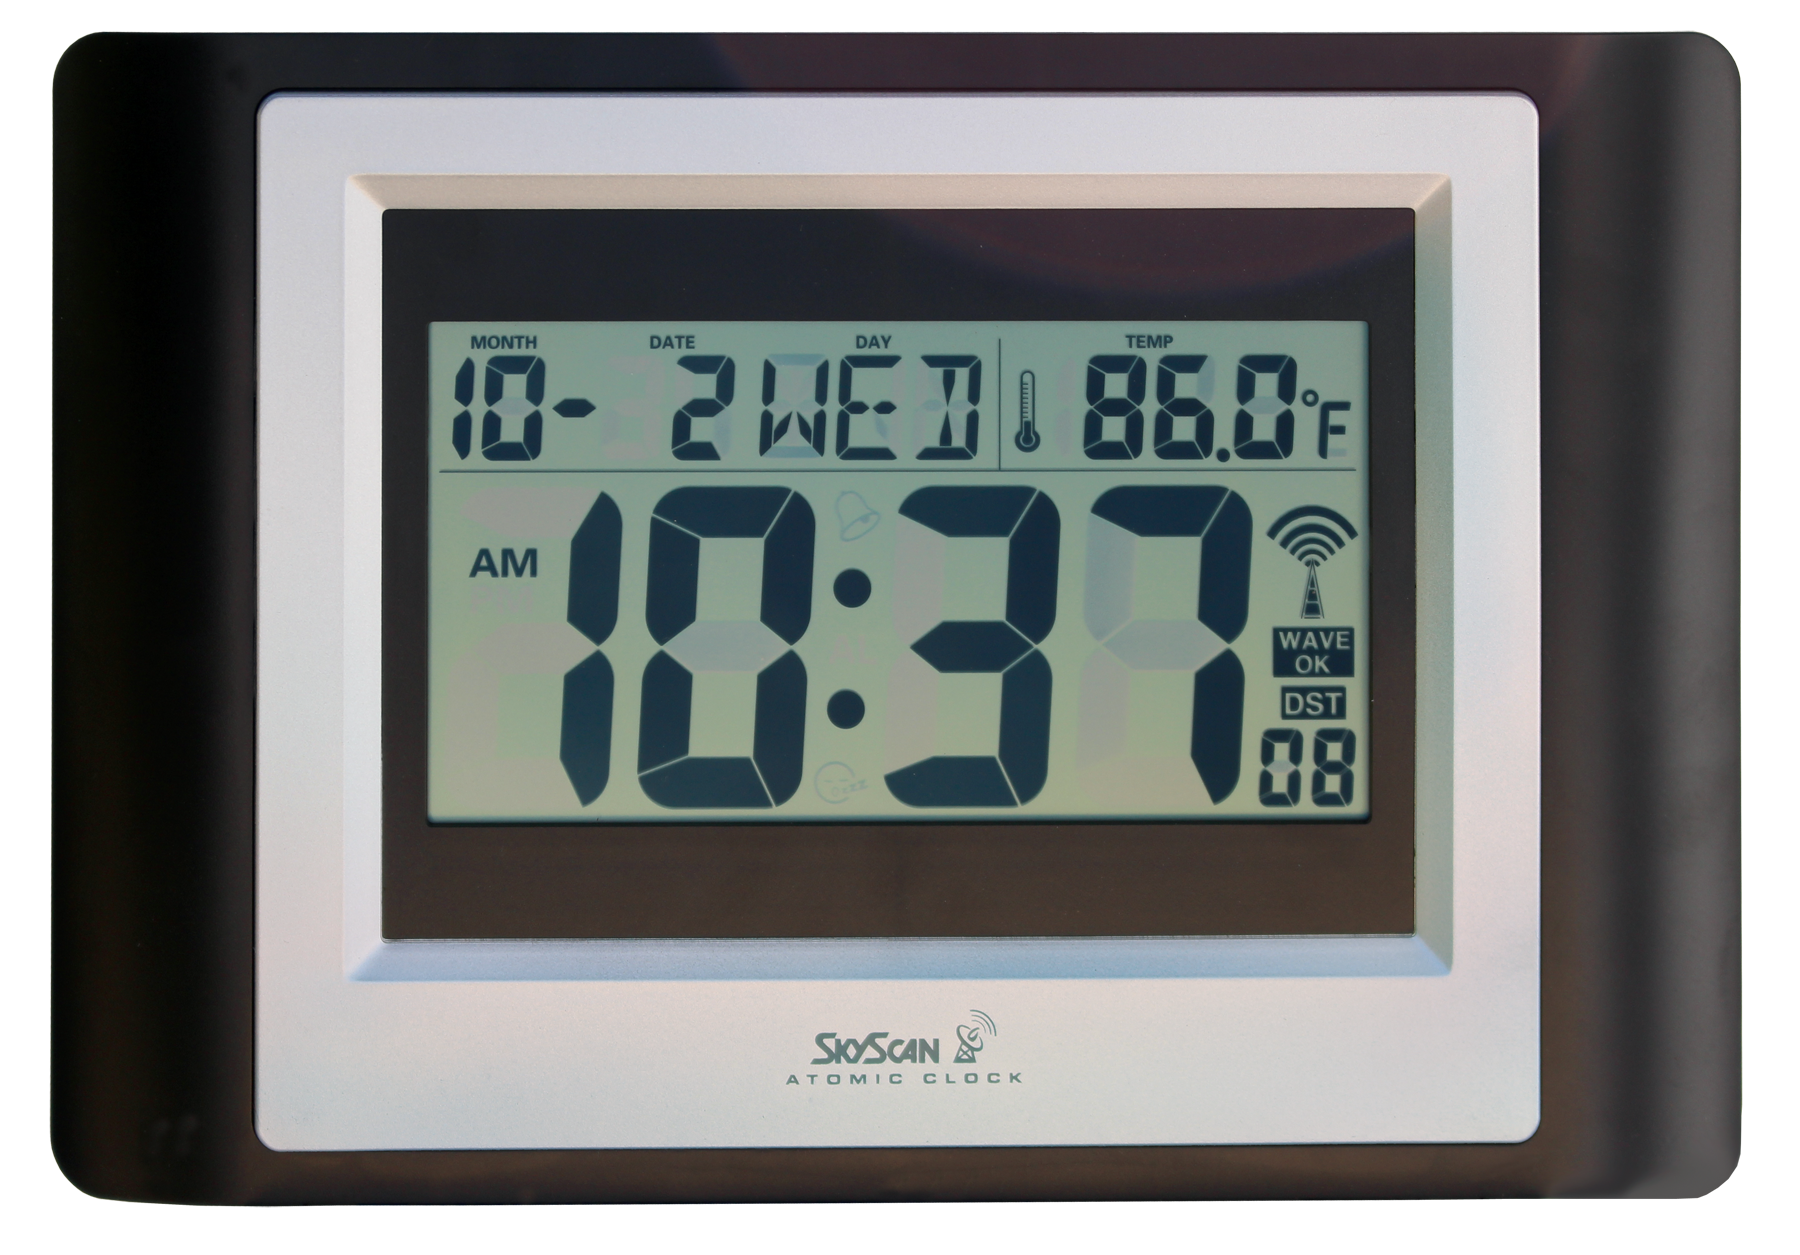 MONTH DATE DAY TEMP
10- 2 WED 86.0°F
AM 10:37
WAVE
OK
DST
08
SKYSCAN
ATOMIC CLOCK